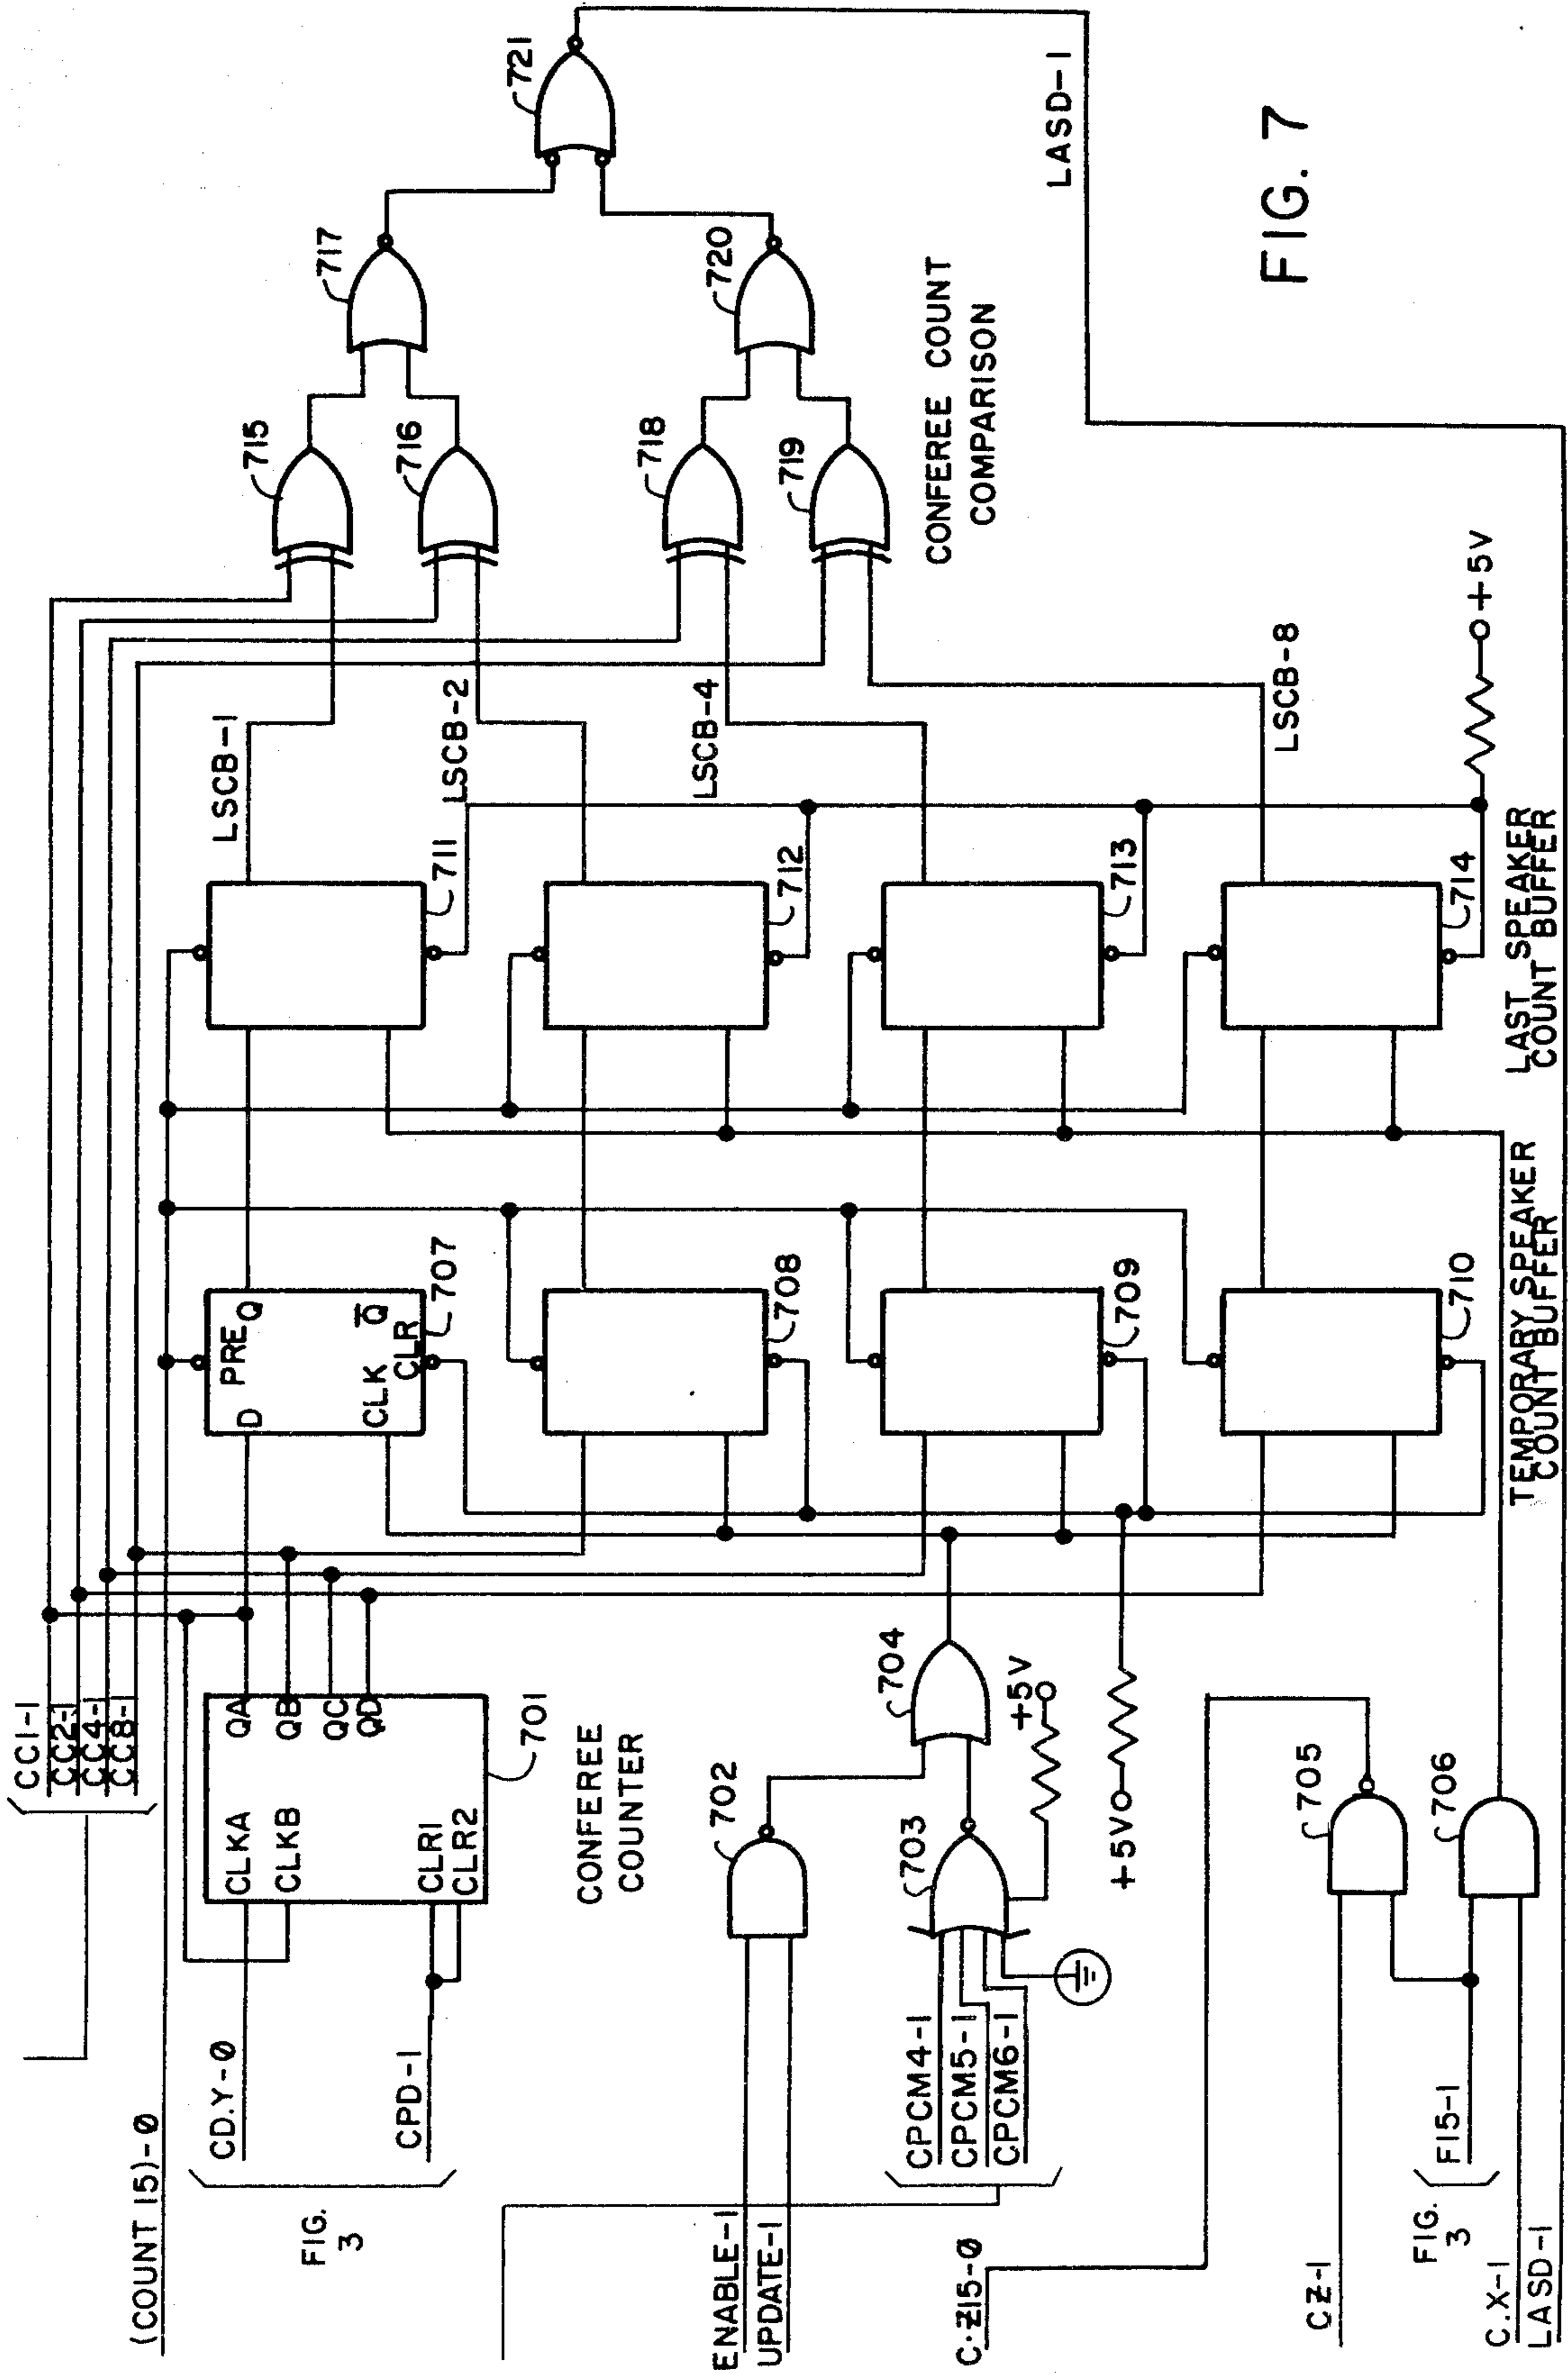 CC1-1
CC2-1
CC4-1
CC8-1
(COUNT 15)-Ø
CD.Y-Ø
CPD-1
FIG.
3
CLKA
CLKB
CLR1
CLR2
QA
QB
QC
QD
701
CONFEREE
COUNTER
D
PRE
Q
CLK
Q̅
CLR
707
708
709
710
TEMPORARY SPEAKER
COUNT BUFFER
711
712
713
714
LAST SPEAKER
COUNT BUFFER
+5V
LSCB-1
LSCB-2
LSCB-4
LSCB-8
715
716
717
718
719
720
721
CONFEREE COUNT
COMPARISON
LASD-1
ENABLE-1
UPDATE-1
702
CPCM4-1
CPCM5-1
CPCM6-1
703
704
+5V
+5V
C·Z15-Ø
CZ-1
FIG.
3
F15-1
C.X-1
LASD-1
705
706
FIG. 7